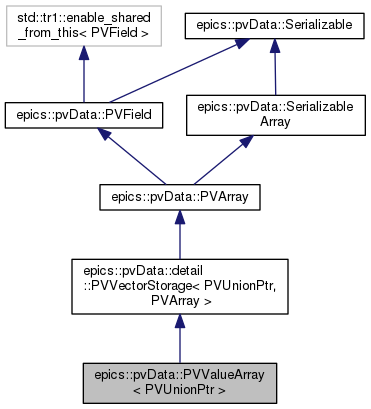 std::tr1::enable_shared
_from_this< PVField >
epics::pvData::Serializable
epics::pvData::PVField
epics::pvData::Serializable
Array
epics::pvData::PVArray
epics::pvData::detail
::PVVectorStorage< PVUnionPtr,
PVArray >
epics::pvData::PVValueArray
< PVUnionPtr >